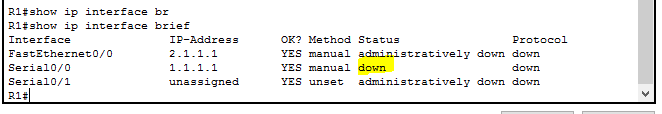 R1#show ip interface br
R1#show ip interface brief
Interface IP-Address OK? Method Status Protocol
FastEthernet0/0 2.1.1.1 YES manual administratively down down
Serial0/0 1.1.1.1 YES manual down down
Serial0/1 unassigned YES unset administratively down down
R1#